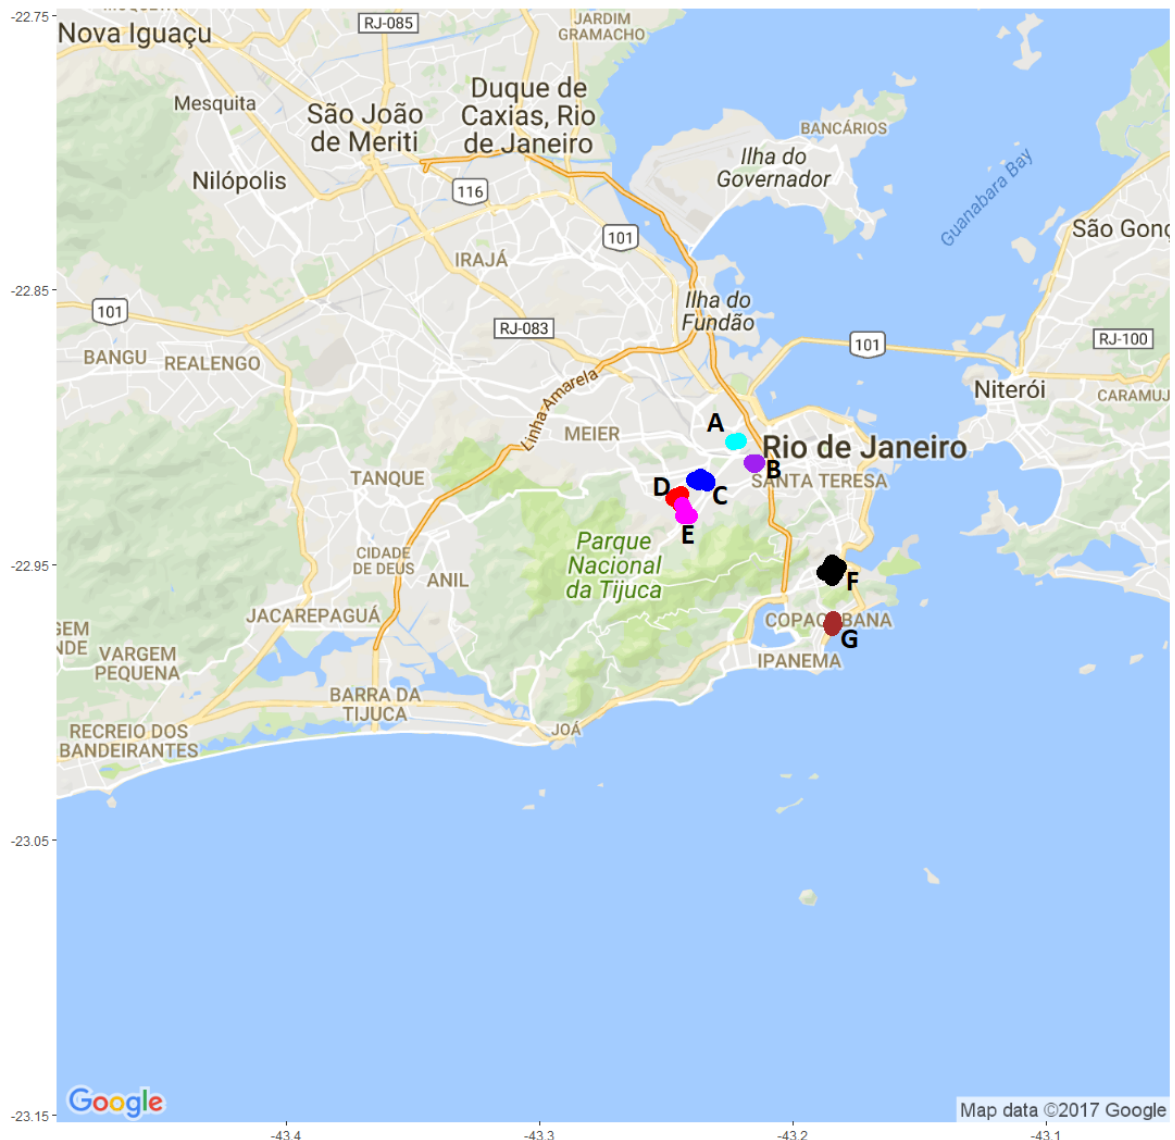 -22.75
Nova Iguaçu
RJ-085
JARDIM
GRAMACHO
Mesquita
São João
de Meriti
Duque de
Caxias, Rio
de Janeiro
BANCÁRIOS
Ilha do
Governador
Nilópolis
116
Guanabara Bay
101
São Gonç
IRAJÁ
-22.85
101
Ilha do
Fundão
RJ-083
101
RJ-100
BANGU
REALENGO
Niterói
CARAMUJ
Linha Amarela
MEIER
A
Rio de Janeiro
B
TANQUE
SANTA TERESA
D
C
E
Parque
Nacional
da Tijuca
CIDADE
DE DEUS
-22.95
ANIL
F
JACAREPAGUÁ
COPACABANA
G
GEM
NDE
VARGEM
PEQUENA
IPANEMA
BARRA DA
TIJUCA
RECREIO DOS
BANDEIRANTES
JOÁ
-23.05
Google
Map data ©2017 Google
-23.15
-43.4
-43.3
-43.2
-43.1